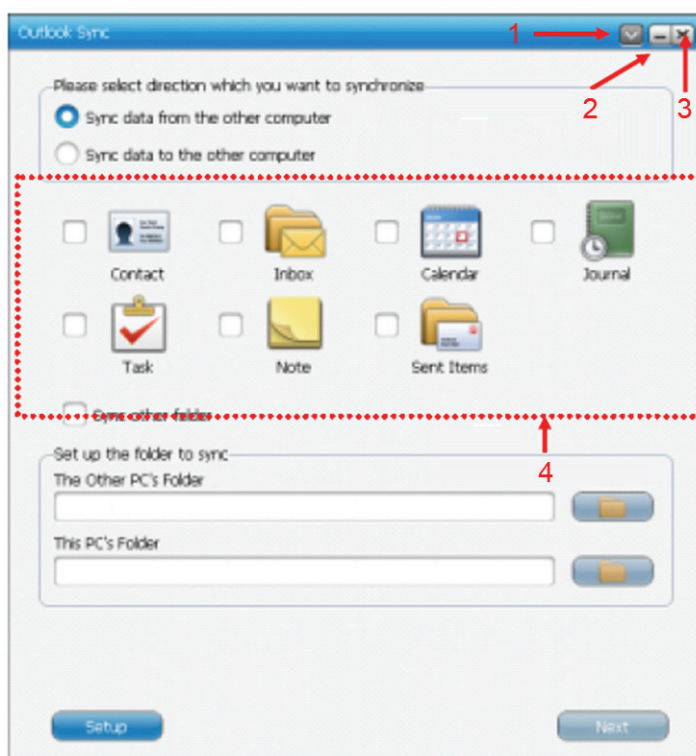 Outlook Sync
1
2
3
Please select direction which you want to synchronize
Sync data from the other computer
Sync data to the other computer
Contact
Inbox
Calendar
Journal
Task
Note
Sent Items
Sync other folder
4
Set up the folder to sync
The Other PC's Folder
This PC's Folder
Setup
Next